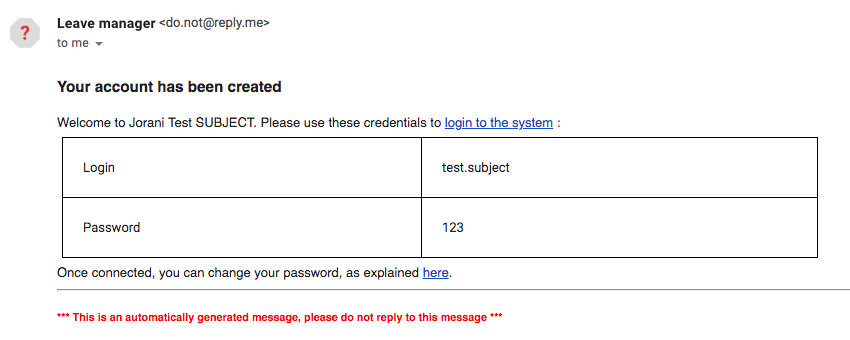 ?
Leave manager <do.not@reply.me>
to me
Your account has been created
Welcome to Jorani Test SUBJECT. Please use these credentials to login to the system :
Login test.subject
Password 123
Once connected, you can change your password, as explained here.
*** This is an automatically generated message, please do not reply to this message ***